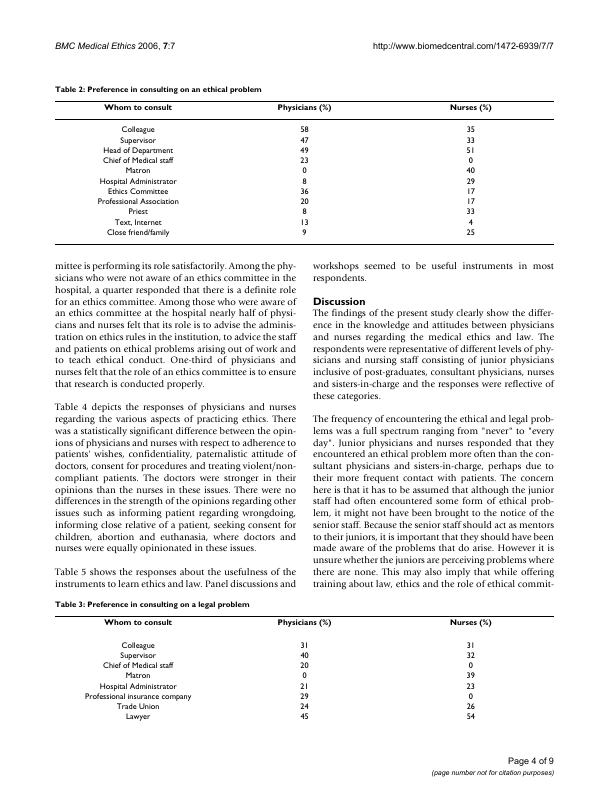 BMC Medical Ethics 2006, 7:7
http://www.biomedcentral.com/1472-6939/7/7
Table 2: Preference in consulting on an ethical problem
Whom to consult Physicians (%) Nurses (%)
Colleague 58 35
Supervisor 47 33
Head of Department 49 51
Chief of Medical staff 23 0
Matron 0 40
Hospital Administrator 8 29
Ethics Committee 36 17
Professional Association 20 17
Priest 8 33
Text, Internet 13 4
Close friend/family 9 25
mittee is performing its role satisfactorily. Among the phy-
sicians who were not aware of an ethics committee in the
hospital, a quarter responded that there is a definite role
for an ethics committee. Among those who were aware of
an ethics committee at the hospital nearly half of physi-
cians and nurses felt that its role is to advise the adminis-
tration on ethics rules in the institution, to advice the staff
and patients on ethical problems arising out of work and
to teach ethical conduct. One-third of physicians and
nurses felt that the role of an ethics committee is to ensure
that research is conducted properly.
Table 4 depicts the responses of physicians and nurses
regarding the various aspects of practicing ethics. There
was a statistically significant difference between the opin-
ions of physicians and nurses with respect to adherence to
patients' wishes, confidentiality, paternalistic attitude of
doctors, consent for procedures and treating violent/non-
compliant patients. The doctors were stronger in their
opinions than the nurses in these issues. There were no
differences in the strength of the opinions regarding other
issues such as informing patient regarding wrongdoing,
informing close relative of a patient, seeking consent for
children, abortion and euthanasia, where doctors and
nurses were equally opinionated in these issues.
Table 5 shows the responses about the usefulness of the
instruments to learn ethics and law. Panel discussions and
workshops seemed to be useful instruments in most
respondents.
Discussion
The findings of the present study clearly show the differ-
ence in the knowledge and attitudes between physicians
and nurses regarding the medical ethics and law. The
respondents were representative of different levels of phy-
sicians and nursing staff consisting of junior physicians
inclusive of post-graduates, consultant physicians, nurses
and sisters-in-charge and the responses were reflective of
these categories.
The frequency of encountering the ethical and legal prob-
lems was a full spectrum ranging from "never" to "every
day". Junior physicians and nurses responded that they
encountered an ethical problem more often than the con-
sultant physicians and sisters-in-charge, perhaps due to
their more frequent contact with patients. The concern
here is that it has to be assumed that although the junior
staff had often encountered some form of ethical prob-
lem, it might not have been brought to the notice of the
senior staff. Because the senior staff should act as mentors
to their juniors, it is important that they should have been
made aware of the problems that do arise. However it is
unsure whether the juniors are perceiving problems where
there are none. This may also imply that while offering
training about law, ethics and the role of ethical commit-
Table 3: Preference in consulting on a legal problem
Whom to consult Physicians (%) Nurses (%)
Colleague 31 31
Supervisor 40 32
Chief of Medical staff 20 0
Matron 0 39
Hospital Administrator 21 23
Professional insurance company 29 0
Trade Union 24 26
Lawyer 45 54
Page 4 of 9
(page number not for citation purposes)